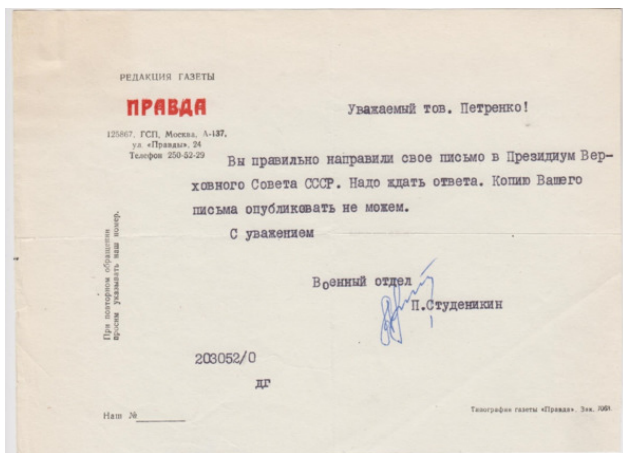 РЕДАКЦИЯ ГАЗЕТЫ
ПРАВДА
125867, ГСП, Москва, А-137,
ул. «Правды», 24
Телефон 250-52-29
Уважаемый тов. Петренко!
Вы правильно направили свое письмо в Президиум Вер-
ховного Совета СССР. Надо ждать ответа. Копию Вашего
письма опубликовать не можем.
С уважением
Военный отдел
П.Студеникин
При повторном обращении
просим указывать наш номер.
203052/0
ДГ
Наш №
Типография газеты «Правда». Зак.